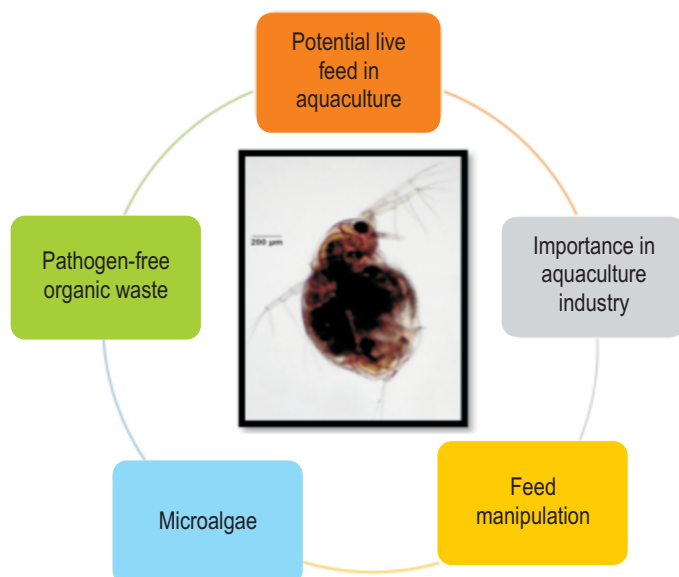 Potential live
feed in
aquaculture
200 µm
Pathogen-free
organic waste
Importance in
aquaculture
industry
Microalgae
Feed
manipulation